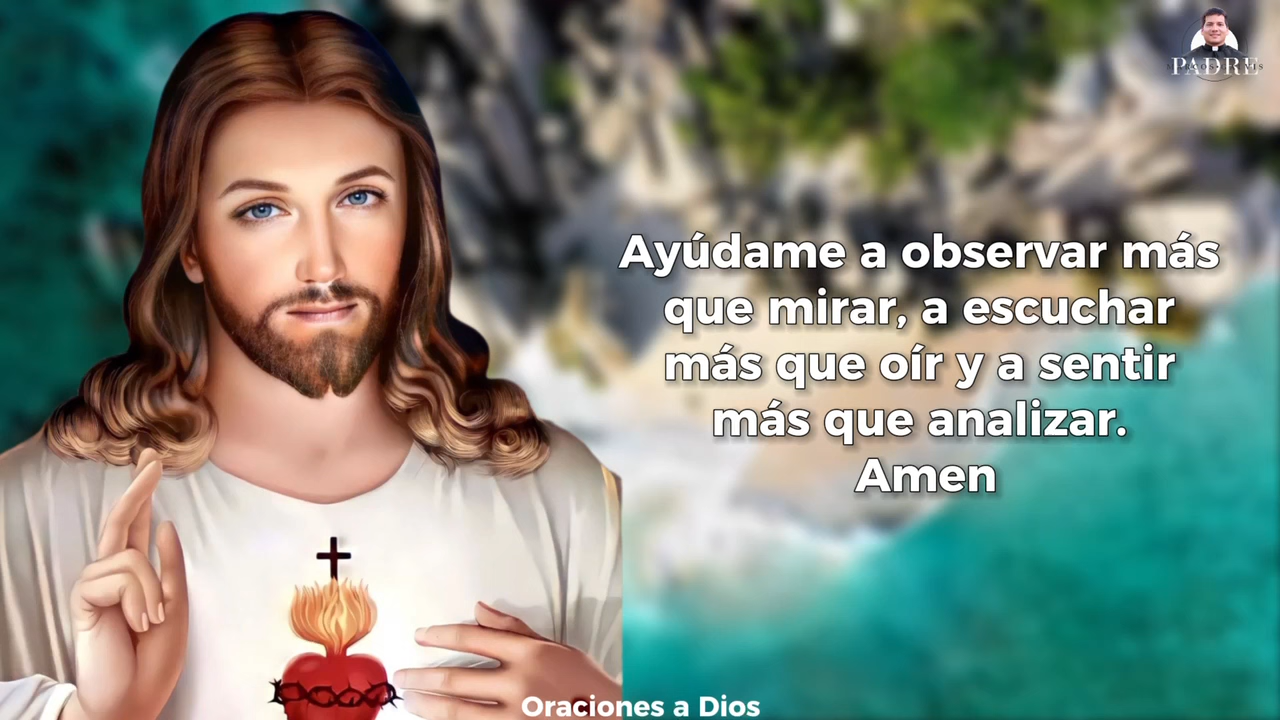 PADRE
Ayúdame a observar más
que mirar, a escuchar
más que oír y a sentir
más que analizar.
Amen
Oraciones a Dios